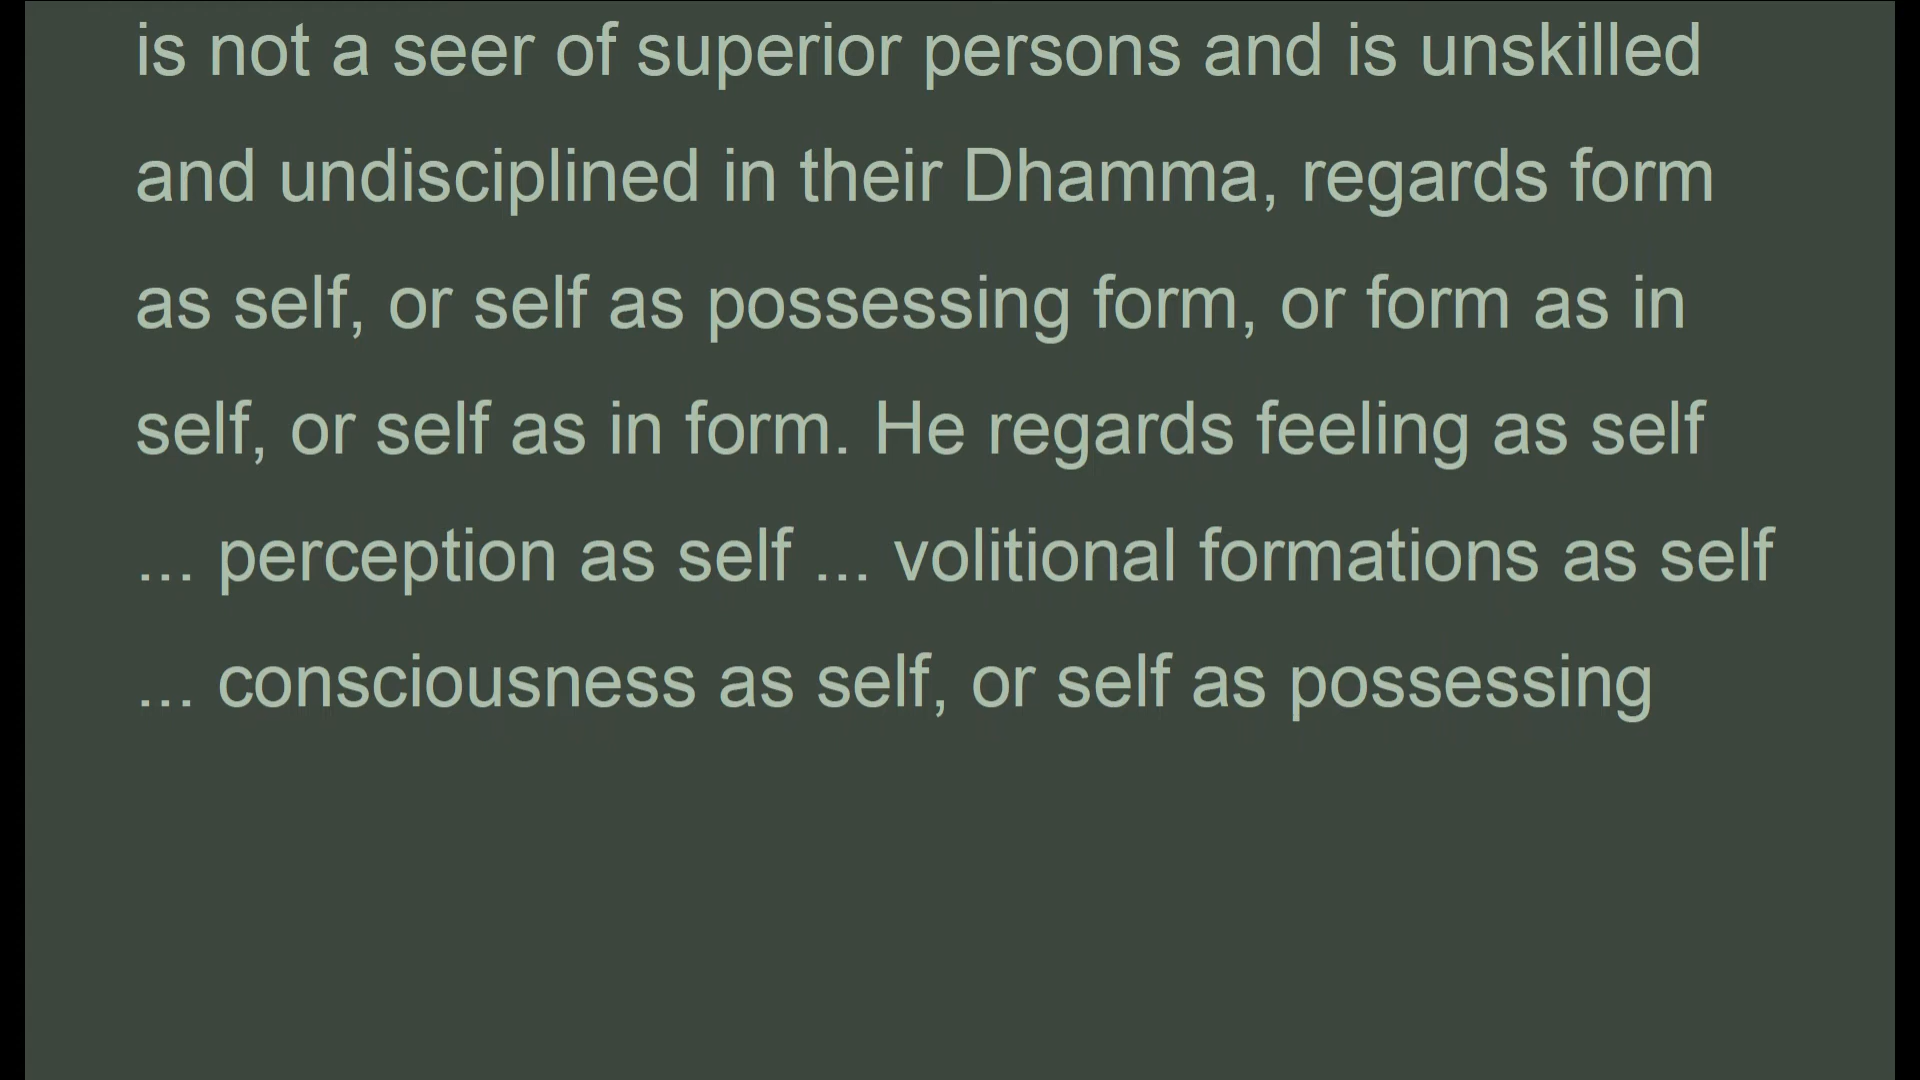 is not a seer of superior persons and is unskilled
and undisciplined in their Dhamma, regards form
as self, or self as possessing form, or form as in
self, or self as in form. He regards feeling as self
... perception as self ... volitional formations as self
... consciousness as self, or self as possessing